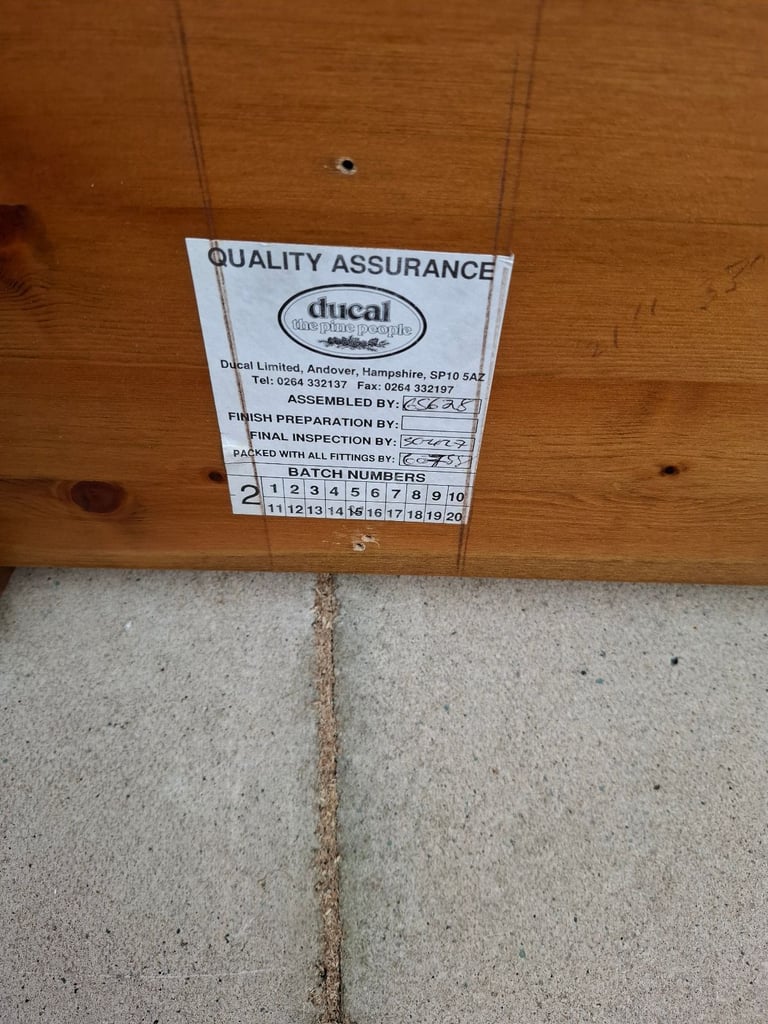 QUALITY ASSURANCE
ducal
the pine people
Ducal Limited, Andover, Hampshire, SP10 5AZ
Tel: 0264 332137 Fax: 0264 332197
ASSEMBLED BY:
FINISH PREPARATION BY:
FINAL INSPECTION BY:
PACKED WITH ALL FITTINGS BY:
BATCH NUMBERS
2 1 2 3 4 5 6 7 8 9 10
11 12 13 14 15 16 17 18 19 20